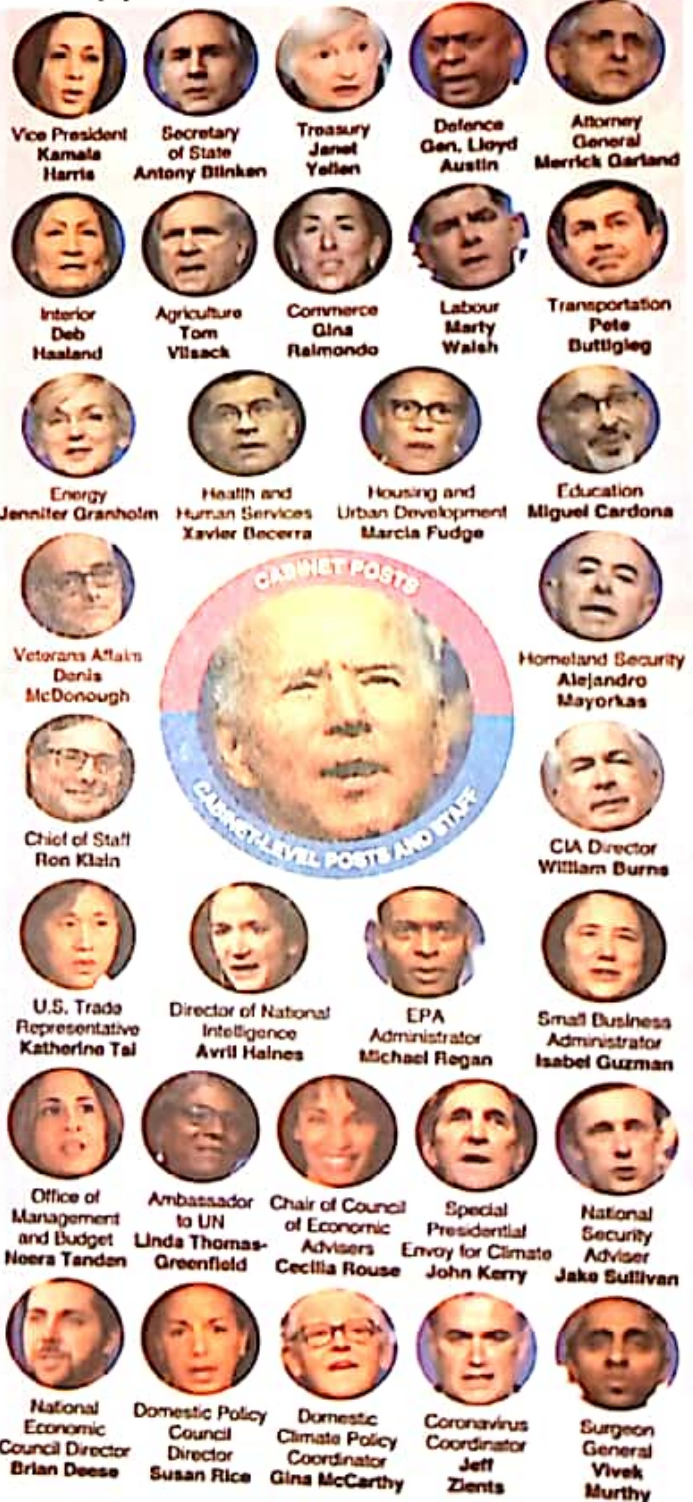 Vice President
Kamala
Harris
Secretary
of State
Antony Blinken
Treasury
Janet
Yellen
Defence
Gen. Lloyd
Austin
Attorney
General
Merrick Garland
Interior
Deb
Haaland
Agriculture
Tom
Vilsack
Commerce
Gina
Raimondo
Labour
Marty
Walsh
Transportation
Pete
Buttigieg
Energy
Jennifer Granholm
Health and
Human Services
Xavier Becerra
Housing and
Urban Development
Marcia Fudge
Education
Miguel Cardona
CABINET POSTS
Veterans Affairs
Denis
McDonough
Homeland Security
Alejandro
Mayorkas
CABINET-LEVEL POSTS AND STAFF
Chief of Staff
Ron Klain
CIA Director
William Burns
U.S. Trade
Representative
Katherine Tai
Director of National
Intelligence
Avril Haines
EPA
Administrator
Michael Regan
Small Business
Administrator
Isabel Guzman
Office of
Management
and Budget
Neera Tanden
Ambassador
to UN
Linda Thomas-
Greenfield
Chair of Council
of Economic
Advisers
Cecilia Rouse
Special
Presidential
Envoy for Climate
John Kerry
National
Security
Adviser
Jake Sullivan
National
Economic
Council Director
Brian Deese
Domestic Policy
Council
Director
Susan Rice
Domestic
Climate Policy
Coordinator
Gina McCarthy
Coronavirus
Coordinator
Jeff
Zients
Surgeon
General
Vivek
Murthy